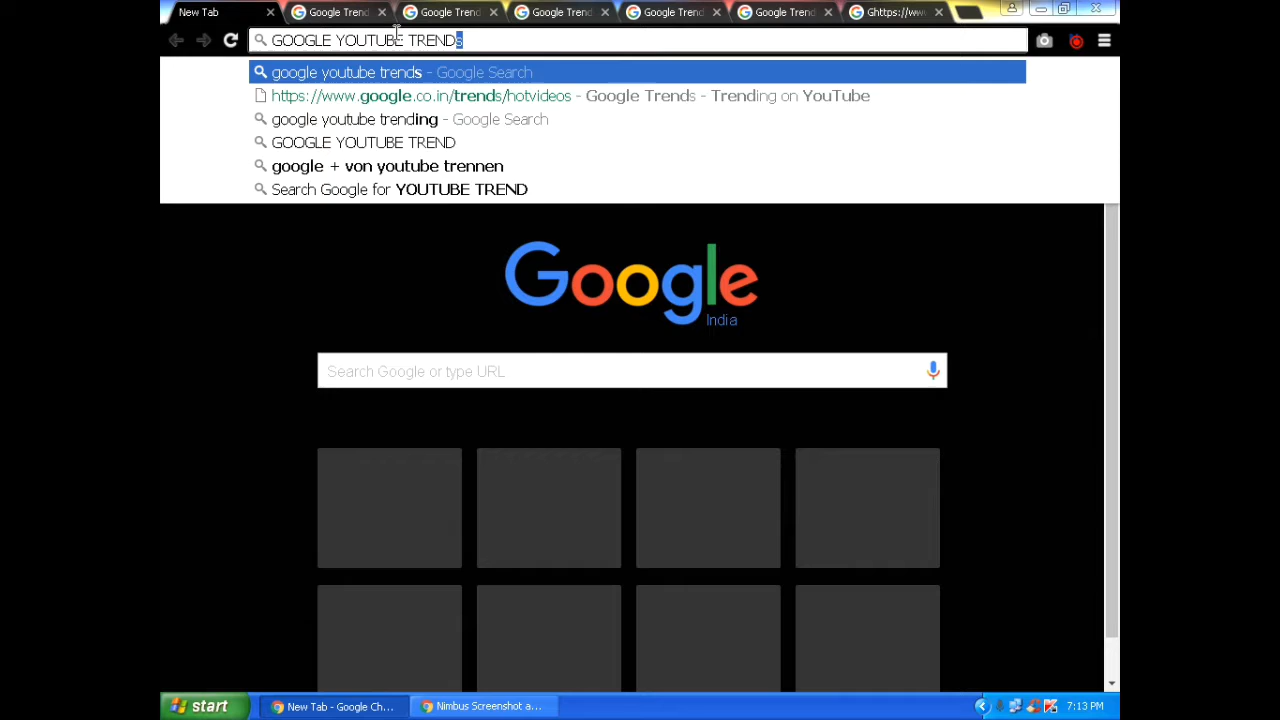 New Tab
Google Trend
Google Trend
Google Trend
Google Trend
Google Trend
Ghttps://ww
GOOGLE YOUTUBE TRENDs
google youtube trends - Google Search
https://www.google.co.in/trends/hotvideos - Google Trends - Trending on YouTube
google youtube trending - Google Search
GOOGLE YOUTUBE TREND
google + von youtube trennen
Search Google for YOUTUBE TREND
Google
India
Search Google or type URL
start
New Tab - Google Ch...
Nimbus Screenshot a...
7:13 PM